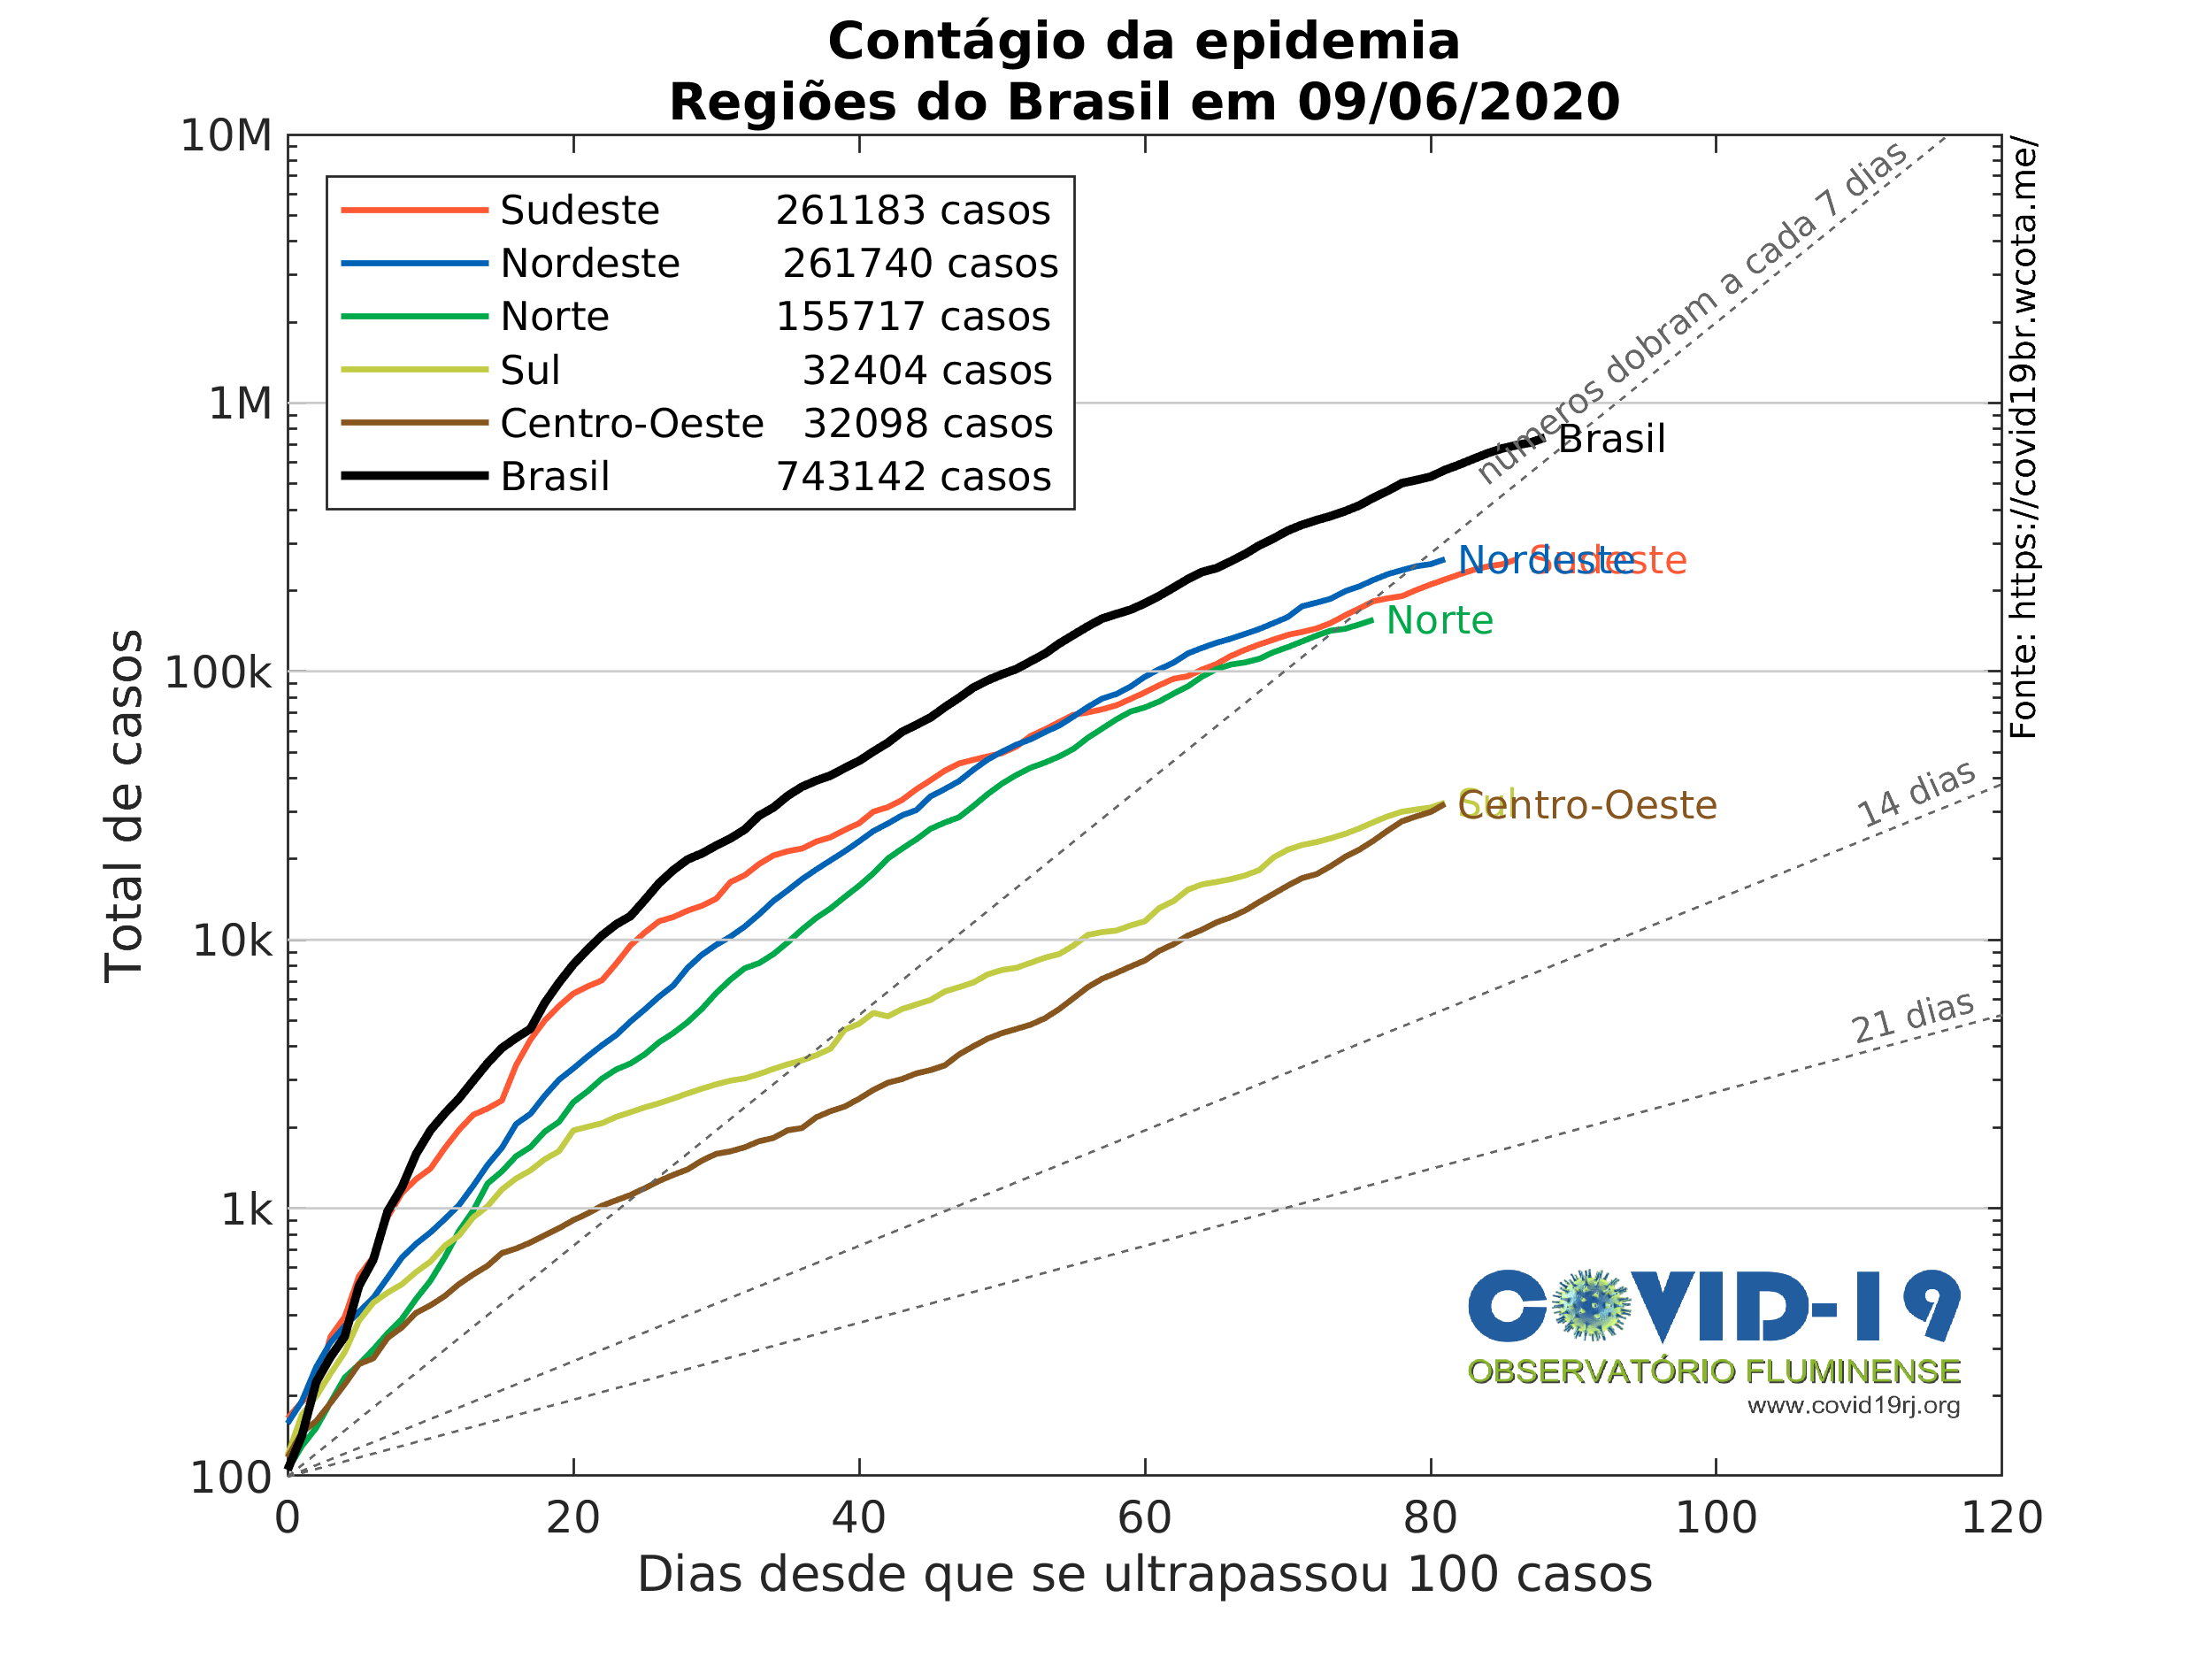 Contágio da epidemia
Regiões do Brasil em 09/06/2020
Sudeste 261183 casos
Nordeste 261740 casos
Norte 155717 casos
Sul 32404 casos
Centro-Oeste 32098 casos
Brasil 743142 casos
10M
1M
100k
10k
1k
100
Total de casos
números dobram a cada 7 dias
14 dias
21 dias
Brasil
Nordeste
Sudeste
Norte
Sul
Centro-Oeste
Fonte: https://covid19br.wcota.me/
COVID-19
OBSERVATÓRIO FLUMINENSE
www.covid19rj.org
0 20 40 60 80 100 120
Dias desde que se ultrapassou 100 casos